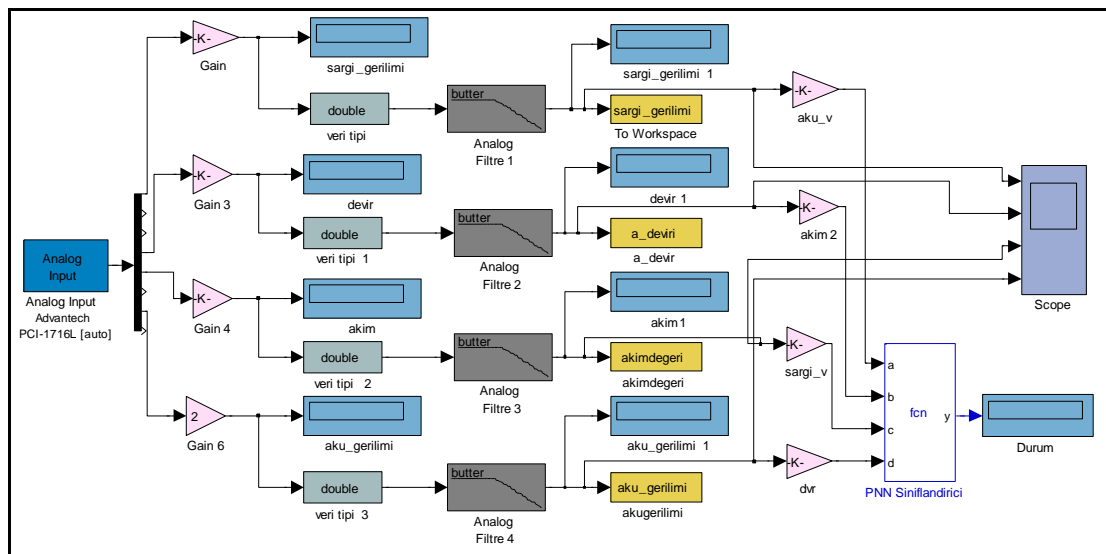 -K-
Gain
sargi_gerilimi
double
veri tipi
butter
Analog
Filtre 1
sargi_gerilimi 1
sargi_gerilimi
To Workspace
-K-
aku_v
-K-
Gain 3
devir
double
veri tipi 1
butter
Analog
Filtre 2
devir 1
a_deviri
a_devir
-K-
akim 2
Scope
Analog
Input
Analog Input
Advantech
PCI-1716L [auto]
-K-
Gain 4
akim
double
veri tipi 2
butter
Analog
Filtre 3
akim1
akimdegeri
akimdegeri
-K-
sargi_v
2
Gain 6
aku_gerilimi
double
veri tipi 3
butter
Analog
Filtre 4
aku_gerilimi 1
aku_gerilimi
akugerilimi
-K-
dvr
a
b
c
d
fcn
y
PNN Siniflandirici
Durum